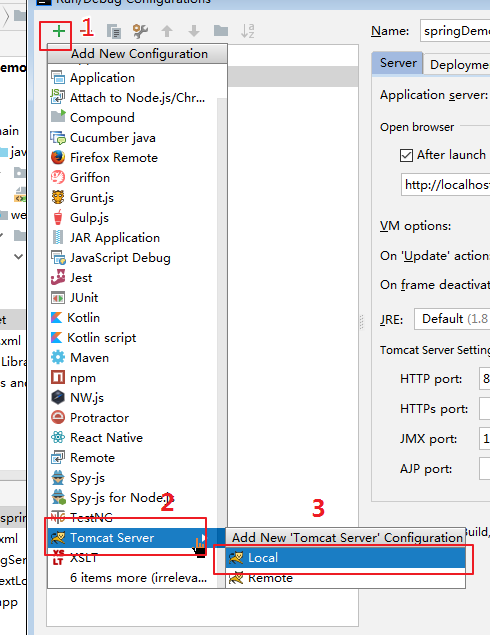 Run/Debug Configurations
1
Name: springDemo
Add New Configuration
Server
Deployme
Application
Attach to Node.js/Chr...
Compound
Cucumber java
Firefox Remote
Griffon
Grunt.js
Gulp.js
JAR Application
JavaScript Debug
Jest
JUnit
Kotlin
Kotlin script
Maven
npm
NW.js
Protractor
React Native
Remote
Spy-js
Spy-js for Node.js
TestNG
Tomcat Server
XSLT
6 items more (irreleva...
2
3
Add New 'Tomcat Server' Configuration
Local
Remote
Application server:
Open browser
After launch
http://localhost
VM options:
On 'Update' action
On frame deactivat
JRE: Default (1.8
Tomcat Server Setting
HTTP port: 8
HTTPs port:
JMX port: 1
AJP port:
Build,
emo
main
jav
we
et
.xml
Libra
s and
spring
xml
gSer
extLo
app